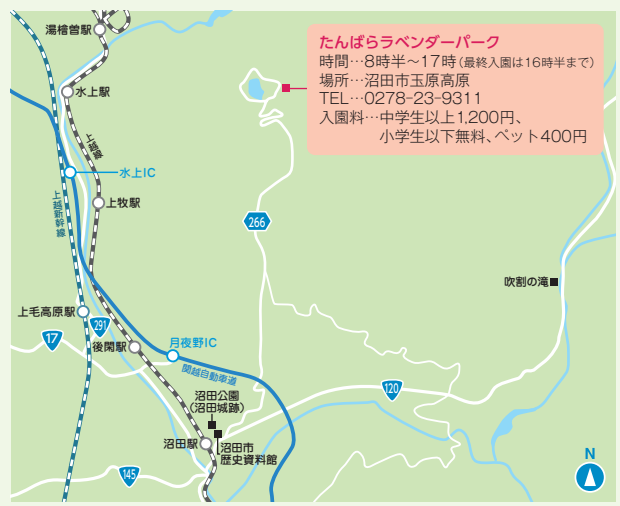 たんばらラベンダーパーク
時間…8時半〜17時(最終入園は16時半まで)
場所…沼田市玉原高原
TEL…0278-23-9311
入園料…中学生以上1,200円、
小学生以下無料、ペット400円
湯檜曽駅
水上駅
上越線
水上IC
上越新幹線
上牧駅
266
吹割の滝
上毛高原駅
291
17
後閑駅
月夜野IC
関越自動車道
120
沼田公園
(沼田城跡)
沼田駅
沼田市
歴史資料館
145
N